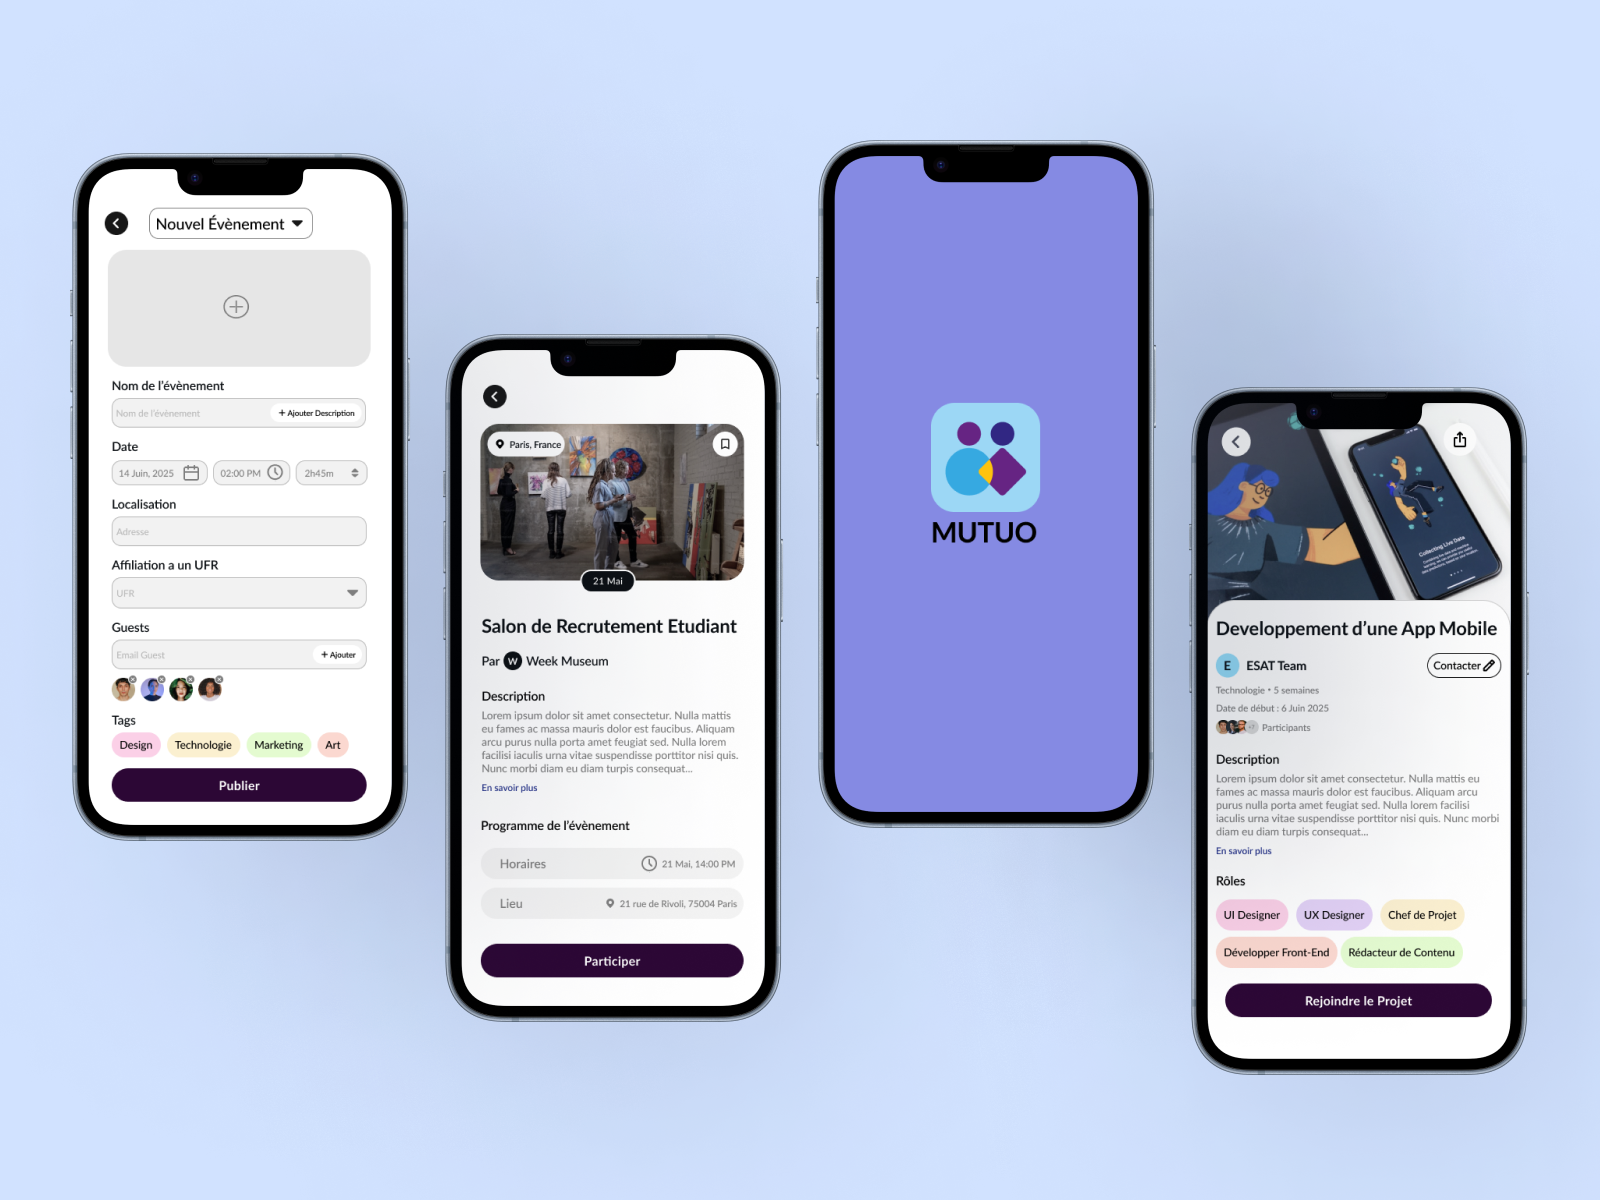 Nouvel Évènement
Nom de l'évènement
Nom de l'évènement
+ Ajouter Description
Date
14 Juin, 2025
02:00 PM
2h45m
Localisation
Adresse
Affiliation a un UFR
UFR
Guests
Email Guest
+ Ajouter
Tags
Design
Technologie
Marketing
Art
Publier
Paris, France
21 Mai
Salon de Recrutement Etudiant
Par W Week Museum
Description
Lorem ipsum dolor sit amet consectetur. Nulla mattis
eu fames ac massa mauris dolor est faucibus. Aliquam
arcu purus nulla porta amet feugiat sed. Nulla lorem
facilisi iaculis urna vitae suspendisse porttitor nisi quis.
Nunc morbi diam eu diam turpis consequat...
En savoir plus
Programme de l'évènement
Horaires
21 Mai, 14:00 PM
Lieu
21 rue de Rivoli, 75004 Paris
Participer
MUTUO
Collecting Live Data
Developpement d'une App Mobile
E ESAT Team
Contacter
Technologie • 5 semaines
Date de début : 6 Juin 2025
Participants
Description
Lorem ipsum dolor sit amet consectetur. Nulla mattis eu
fames ac massa mauris dolor est faucibus. Aliquam arcu
purus nulla porta amet feugiat sed. Nulla lorem facilisi
iaculis urna vitae suspendisse porttitor nisi quis. Nunc morbi
diam eu diam turpis consequat...
En savoir plus
Rôles
UI Designer
UX Designer
Chef de Projet
Développer Front-End
Rédacteur de Contenu
Rejoindre le Projet